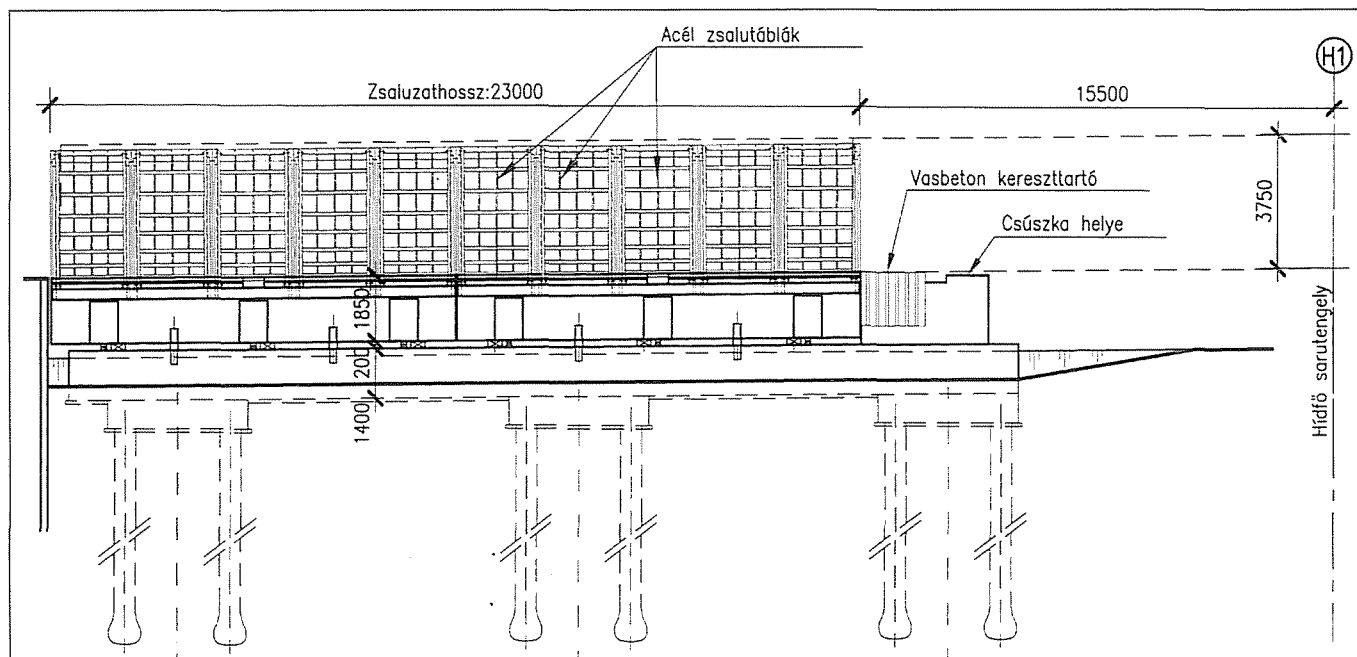 Acél zsalutáblák
H1
Zsaluzathossz:23000
15500
Vasbeton kereszttartó
3750
Csúszka helye
1850
200
1400
Hídfő sarutengely